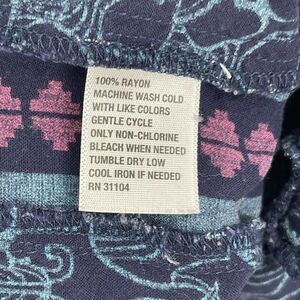 100% RAYON
MACHINE WASH COLD
WITH LIKE COLORS
GENTLE CYCLE
ONLY NON-CHLORINE
BLEACH WHEN NEEDED
TUMBLE DRY LOW
COOL IRON IF NEEDED
RN 31104